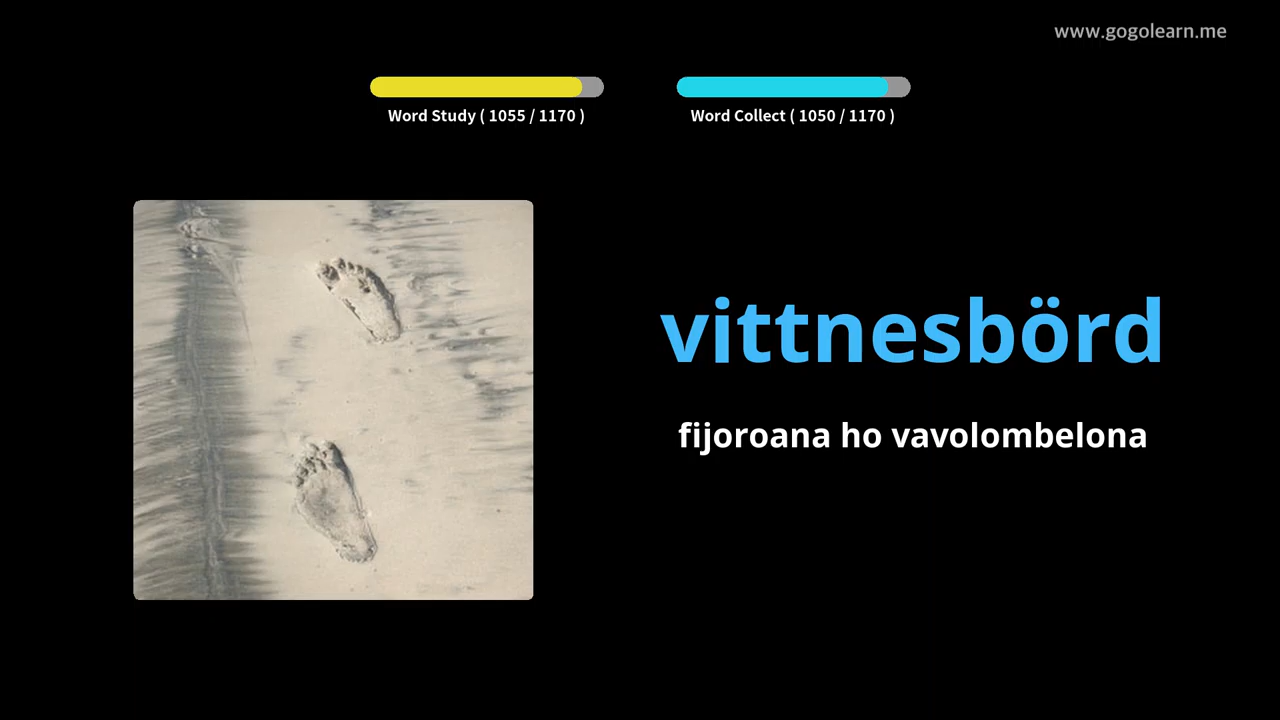 www.gogolearn.me
Word Study ( 1055 / 1170 )
Word Collect ( 1050 / 1170 )
vittnesbörd
fijoroana ho vavolombelona